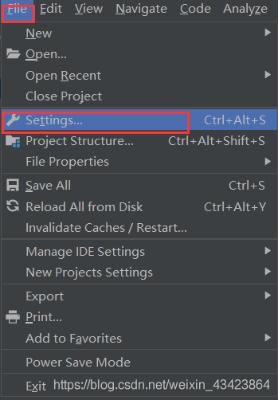 File Edit View Navigate Code Analyze
New
Open...
Open Recent
Close Project
Settings... Ctrl+Alt+S
Project Structure... Ctrl+Alt+Shift+S
File Properties
Save All Ctrl+S
Reload All from Disk Ctrl+Alt+Y
Invalidate Caches / Restart...
Manage IDE Settings
New Projects Settings
Export
Print...
Add to Favorites
Power Save Mode
Exit https://blog.csdn.net/weixin_43423864